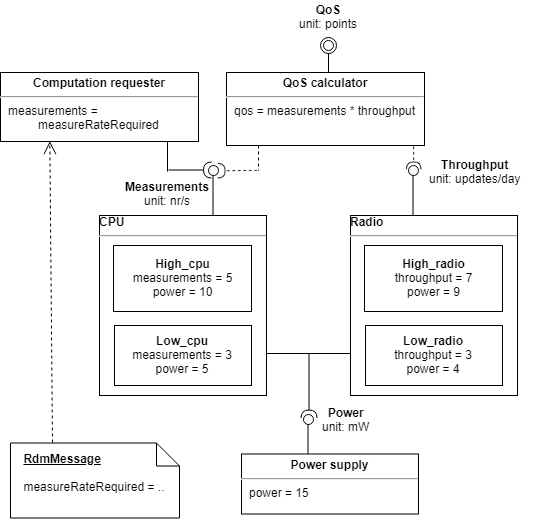 QoS
unit: points
Computation requester
measurements =
measureRateRequired
QoS calculator
qos = measurements * throughput
Measurements
unit: nr/s
Throughput
unit: updates/day
CPU
High_cpu
measurements = 5
power = 10
Low_cpu
measurements = 3
power = 5
Radio
High_radio
throughput = 7
power = 9
Low_radio
throughput = 3
power = 4
Power
unit: mW
RdmMessage
measureRateRequired = ..
Power supply
power = 15